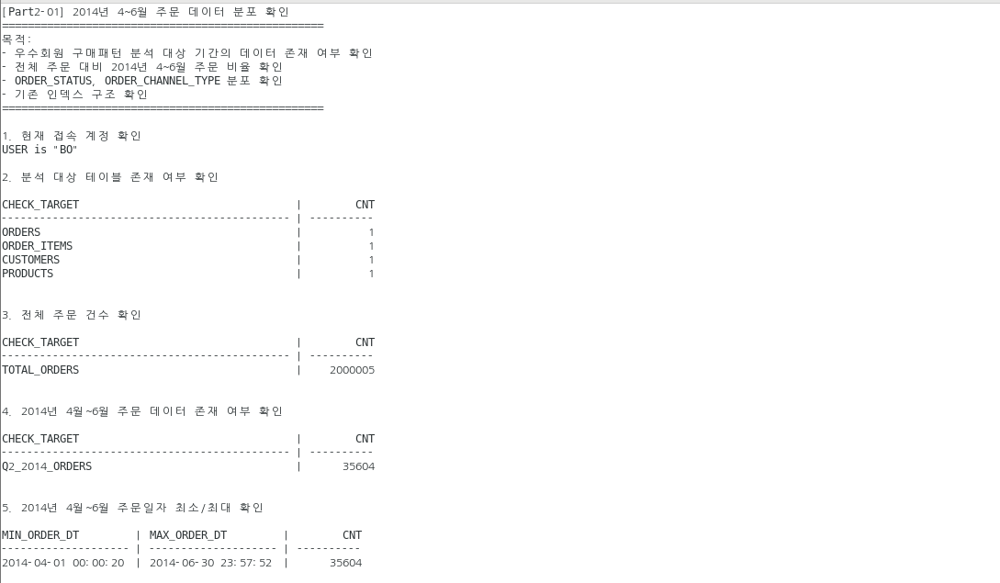 [Part2-01] 2014년 4~6월 주문 데이터 분포 확인
==================================================
목적:
- 우수회원 구매패턴 분석 대상 기간의 데이터 존재 여부 확인
- 전체 주문 대비 2014년 4~6월 주문 비율 확인
- ORDER_STATUS, ORDER_CHANNEL_TYPE 분포 확인
- 기존 인덱스 구조 확인
==================================================
1. 현재 접속 계정 확인
USER is "BO"
2. 분석 대상 테이블 존재 여부 확인
CHECK_TARGET | CNT
--------------------------------------------- | ----------
ORDERS | 1
ORDER_ITEMS | 1
CUSTOMERS | 1
PRODUCTS | 1
3. 전체 주문 건수 확인
CHECK_TARGET | CNT
--------------------------------------------- | ----------
TOTAL_ORDERS | 2000005
4. 2014년 4월~6월 주문 데이터 존재 여부 확인
CHECK_TARGET | CNT
--------------------------------------------- | ----------
Q2_2014_ORDERS | 35604
5. 2014년 4월~6월 주문일자 최소/최대 확인
MIN_ORDER_DT | MAX_ORDER_DT | CNT
-------------------- | -------------------- | ----------
2014-04-01 00:00:20 | 2014-06-30 23:57:52 | 35604